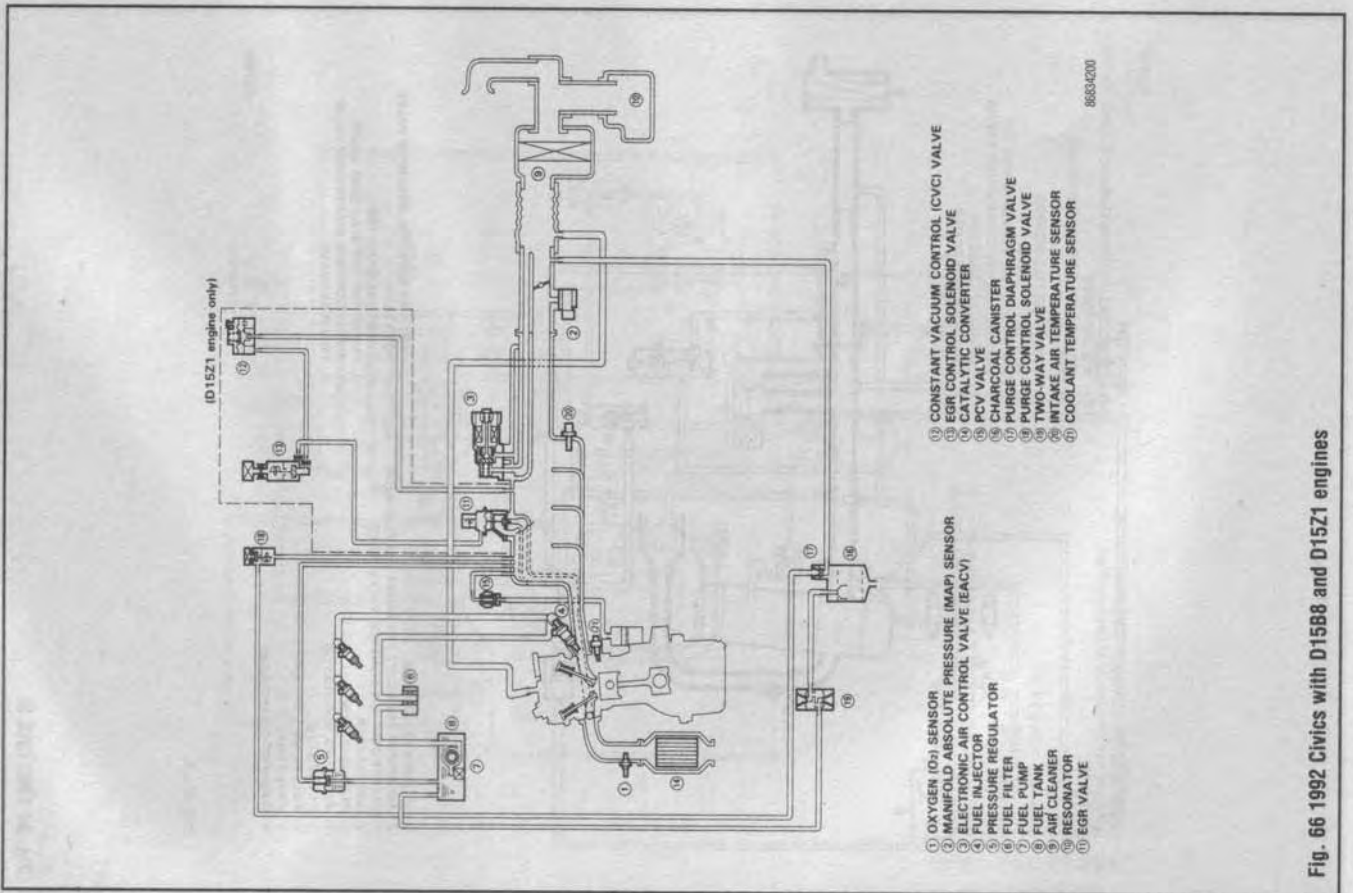 (D15Z1 engine only)
① OXYGEN (O₂) SENSOR
② MANIFOLD ABSOLUTE PRESSURE (MAP) SENSOR
③ ELECTRONIC AIR CONTROL VALVE (EACV)
④ FUEL INJECTOR
⑤ PRESSURE REGULATOR
⑥ FUEL FILTER
⑦ FUEL PUMP
⑧ FUEL TANK
⑨ AIR CLEANER
⑩ RESONATOR
⑪ EGR VALVE
⑫ CONSTANT VACUUM CONTROL (CVC) VALVE
⑬ EGR CONTROL SOLENOID VALVE
⑭ CATALYTIC CONVERTER
⑮ PCV VALVE
⑯ CHARCOAL CANISTER
⑰ PURGE CONTROL DIAPHRAGM VALVE
⑱ PURGE CONTROL SOLENOID VALVE
⑲ TWO-WAY VALVE
⑳ INTAKE AIR TEMPERATURE SENSOR
㉑ COOLANT TEMPERATURE SENSOR
86834200
Fig. 66 1992 Civics with D15B8 and D15Z1 engines